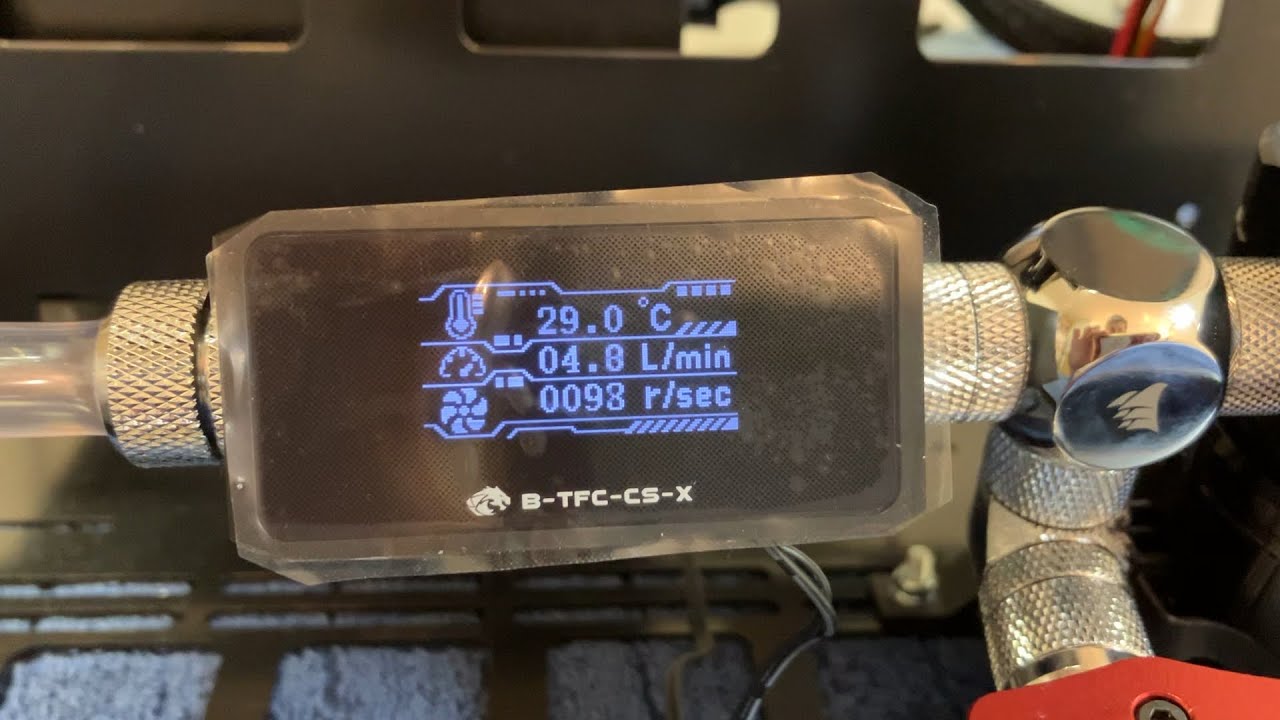 29.0 °C
04.8 L/min
0098 r/sec
B-TFC-CS-X